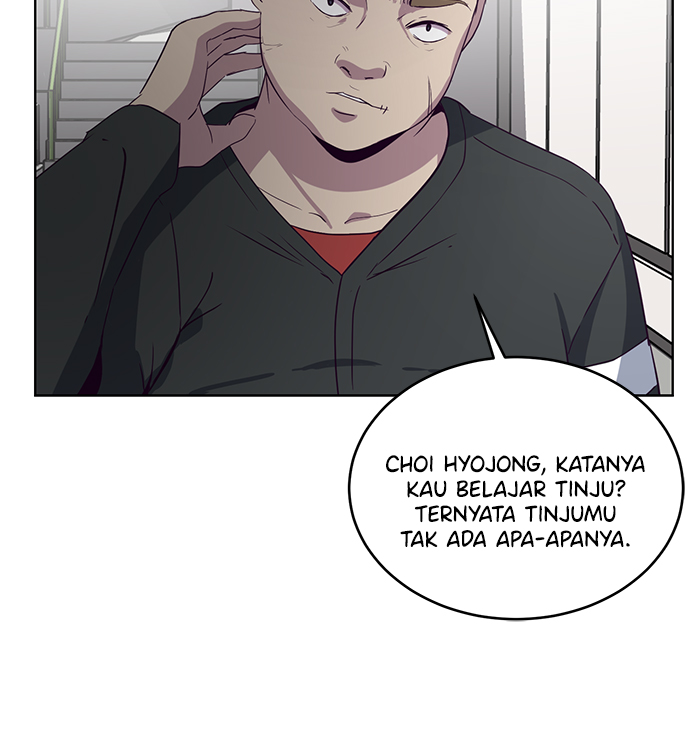 CHOI HYOJONG, KATANYA
KAU BELAJAR TINJU?
TERNYATA TINJUMU
TAK ADA APA-APANYA.